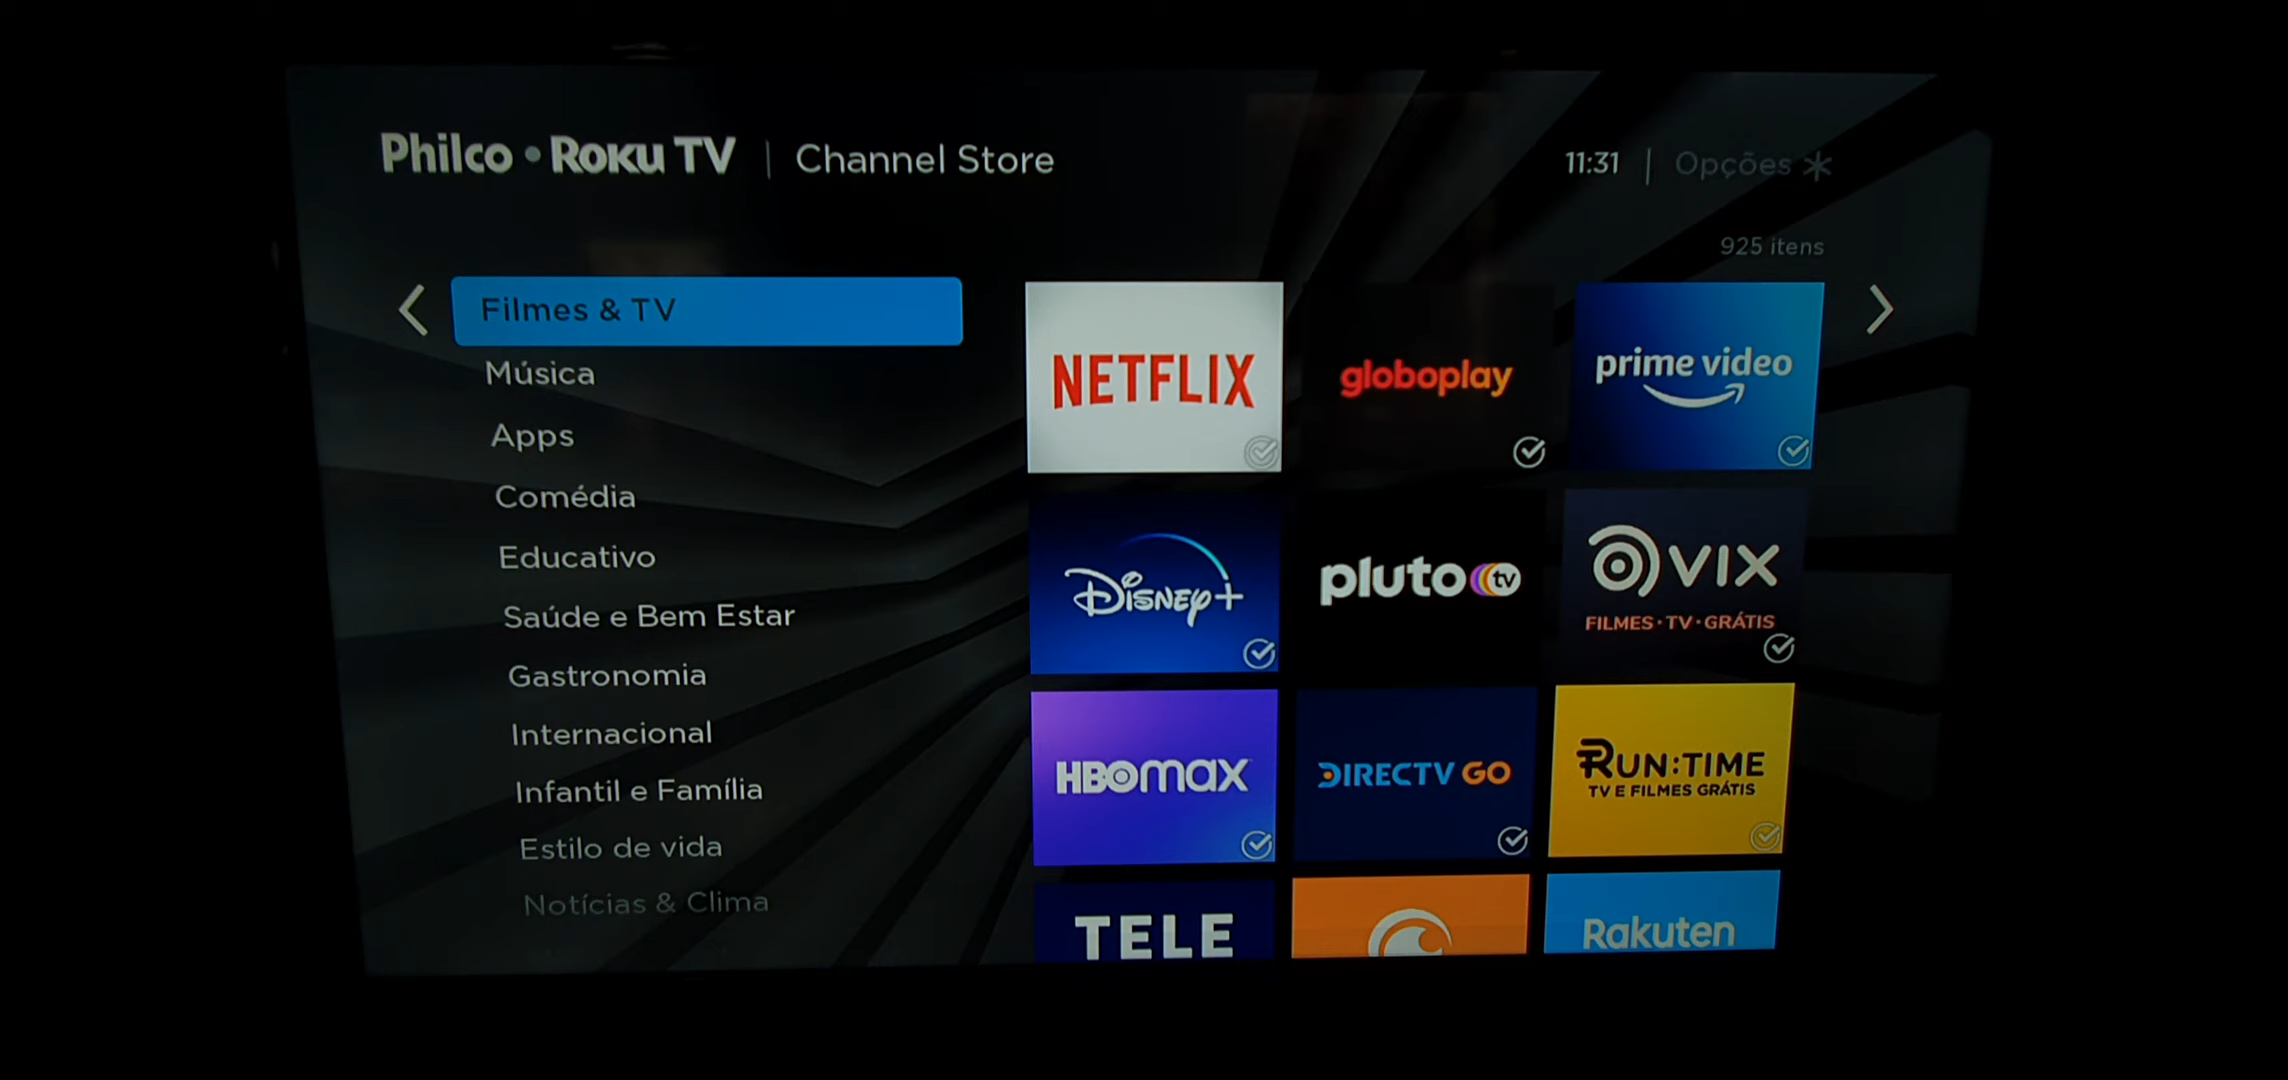 Philco • Roku TV | Channel Store
11:31 | Opções
925 itens
Filmes & TV
Música
Apps
Comédia
Educativo
Saúde e Bem Estar
Gastronomia
Internacional
Infantil e Família
Estilo de vida
Notícias & Clima
NETFLIX
globoplay
prime video
Disney+
pluto tv
VIX
FILMES · TV · GRÁTIS
HBOmax
DIRECTV GO
RUN:TIME
TV E FILMES GRÁTIS
TELE
Rakuten